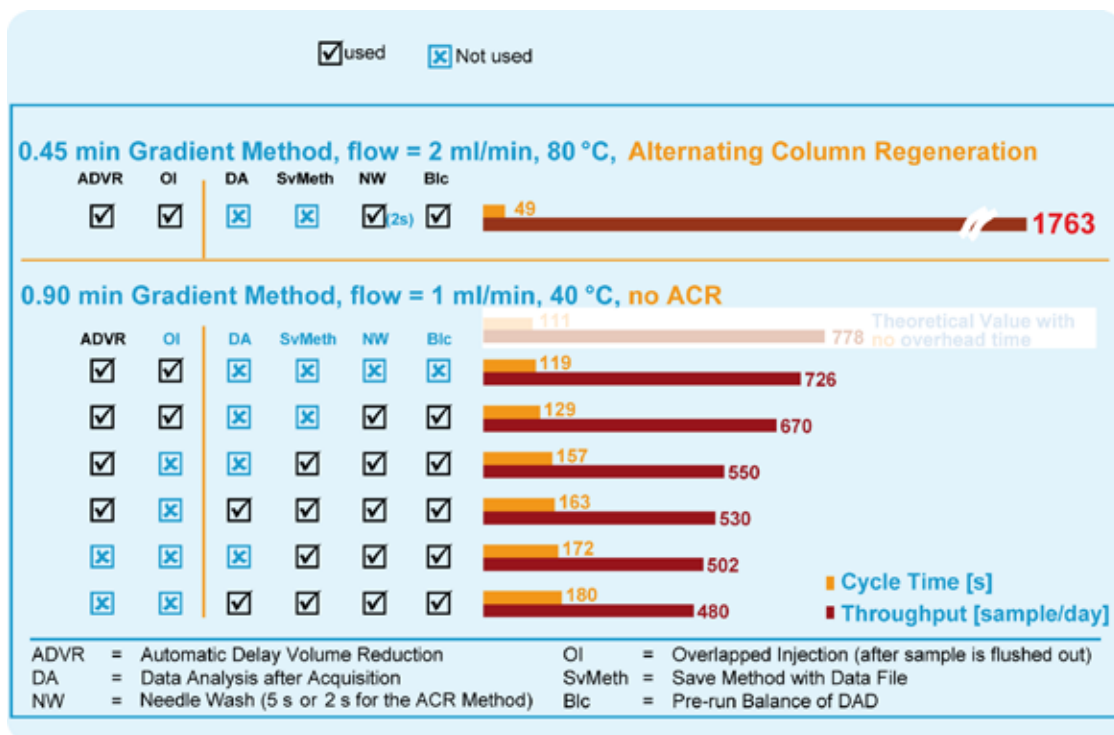 used Not used
0.45 min Gradient Method, flow = 2 ml/min, 80 °C, Alternating Column Regeneration
ADVR OI DA SvMeth NW Blc
(2s) 49
1763
0.90 min Gradient Method, flow = 1 ml/min, 40 °C, no ACR
111 Theoretical Value with
778 no overhead time
ADVR OI DA SvMeth NW Blc
119
726
129
670
157
550
163
530
172
502
180
480
Cycle Time [s]
Throughput [sample/day]
ADVR = Automatic Delay Volume Reduction OI = Overlapped Injection (after sample is flushed out)
DA = Data Analysis after Acquisition SvMeth = Save Method with Data File
NW = Needle Wash (5 s or 2 s for the ACR Method) Blc = Pre-run Balance of DAD